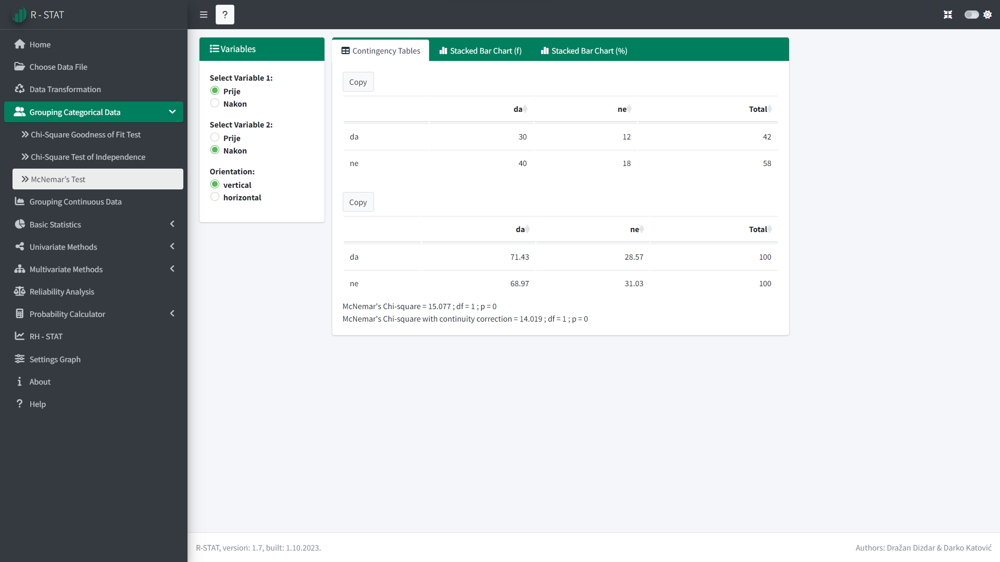 R - STAT
?
Home
Choose Data File
Data Transformation
Grouping Categorical Data
Chi-Square Goodness of Fit Test
Chi-Square Test of Independence
McNemar's Test
Grouping Continuous Data
Basic Statistics
Univariate Methods
Multivariate Methods
Reliability Analysis
Probability Calculator
RH - STAT
Settings Graph
About
Help
Variables
Select Variable 1:
Prije
Nakon
Select Variable 2:
Prije
Nakon
Orientation:
vertical
horizontal
Contingency Tables Stacked Bar Chart (f) Stacked Bar Chart (%)
Copy
da ne Total
da 30 12 42
ne 40 18 58
Copy
da ne Total
da 71.43 28.57 100
ne 68.97 31.03 100
McNemar's Chi-square = 15.077 ; df = 1 ; p = 0
McNemar's Chi-square with continuity correction = 14.019 ; df = 1 ; p = 0
R-STAT, version: 1.7, built: 1.10.2023.
Authors: Dražan Dizdar & Darko Katović